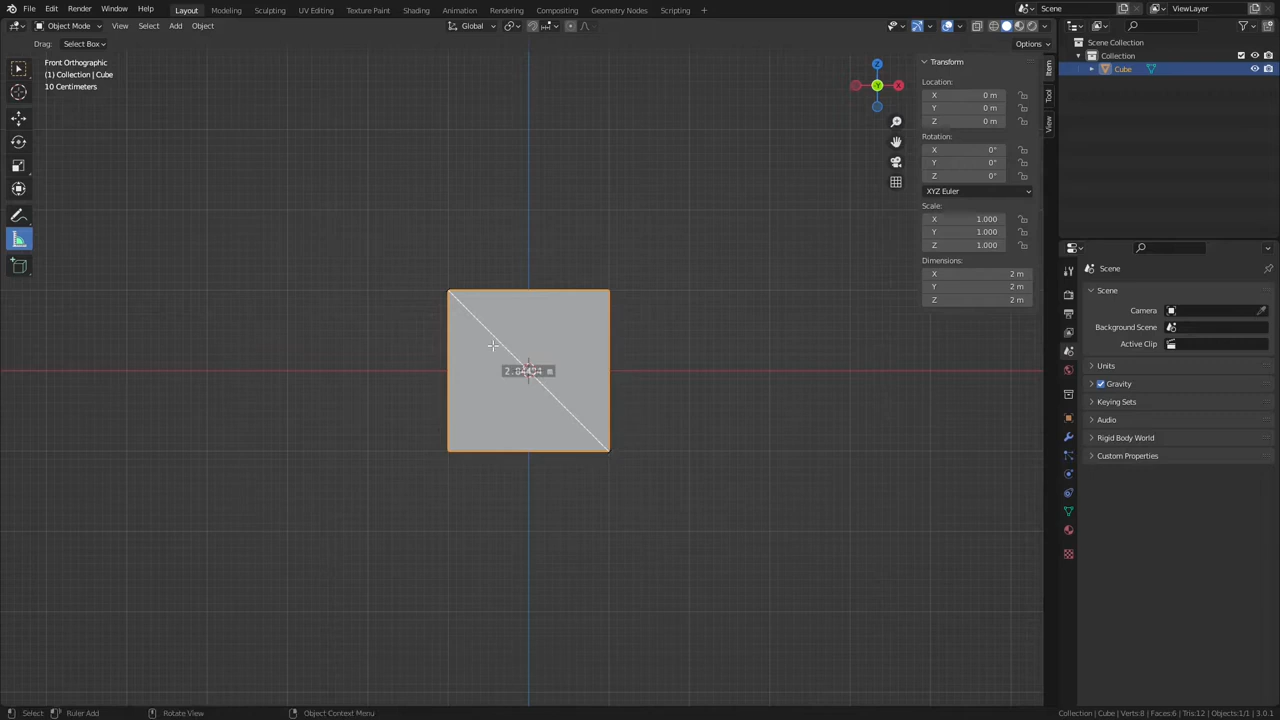 File Edit Render Window Help Layout Modeling Sculpting UV Editing Texture Paint Shading Animation Rendering Compositing Geometry Nodes Scripting + Scene ViewLayer
Object Mode View Select Add Object Global
Drag: Select Box Options
Front Orthographic
(1) Collection | Cube
10 Centimeters
Z
Y
X
Transform
Location:
X 0 m
Y 0 m
Z 0 m
Rotation:
X 0°
Y 0°
Z 0°
XYZ Euler
Scale:
X 1.000
Y 1.000
Z 1.000
Dimensions:
X 2 m
Y 2 m
Z 2 m
Item
Tool
View
Scene Collection
Collection
Cube
Scene
Scene
Camera
Background Scene
Active Clip
Units
Gravity
Keying Sets
Audio
Rigid Body World
Custom Properties
Select Ruler Add Rotate View Object Context Menu Collection | Cube | Verts:8 | Faces:6 | Tris:12 | Objects:1/1 | 3.0.1